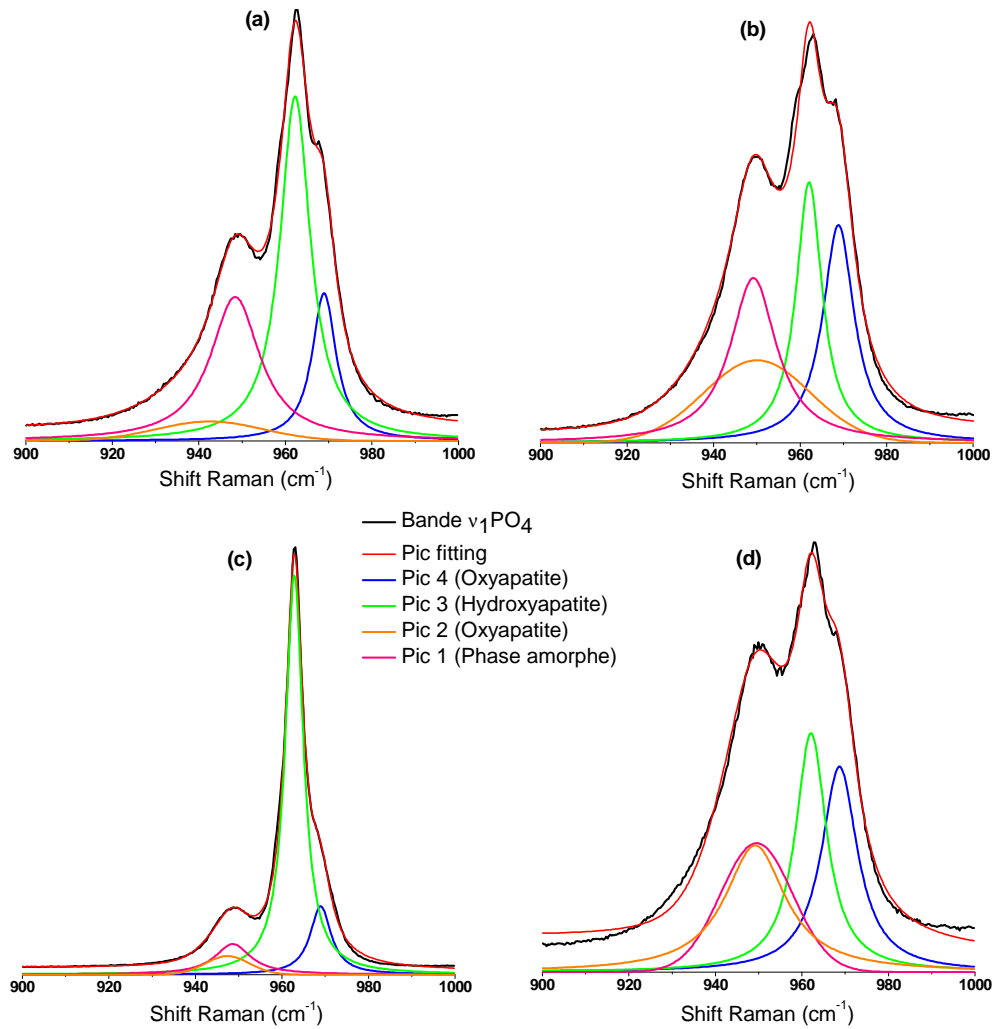 (a)
900 920 940 960 980 1000
Shift Raman (cm⁻¹)
(b)
900 920 940 960 980 1000
Shift Raman (cm⁻¹)
Bande ν₁PO₄
Pic fitting
Pic 4 (Oxyapatite)
Pic 3 (Hydroxyapatite)
Pic 2 (Oxyapatite)
Pic 1 (Phase amorphe)
(c)
900 920 940 960 980 1000
Shift Raman (cm⁻¹)
(d)
900 920 940 960 980 1000
Shift Raman (cm⁻¹)